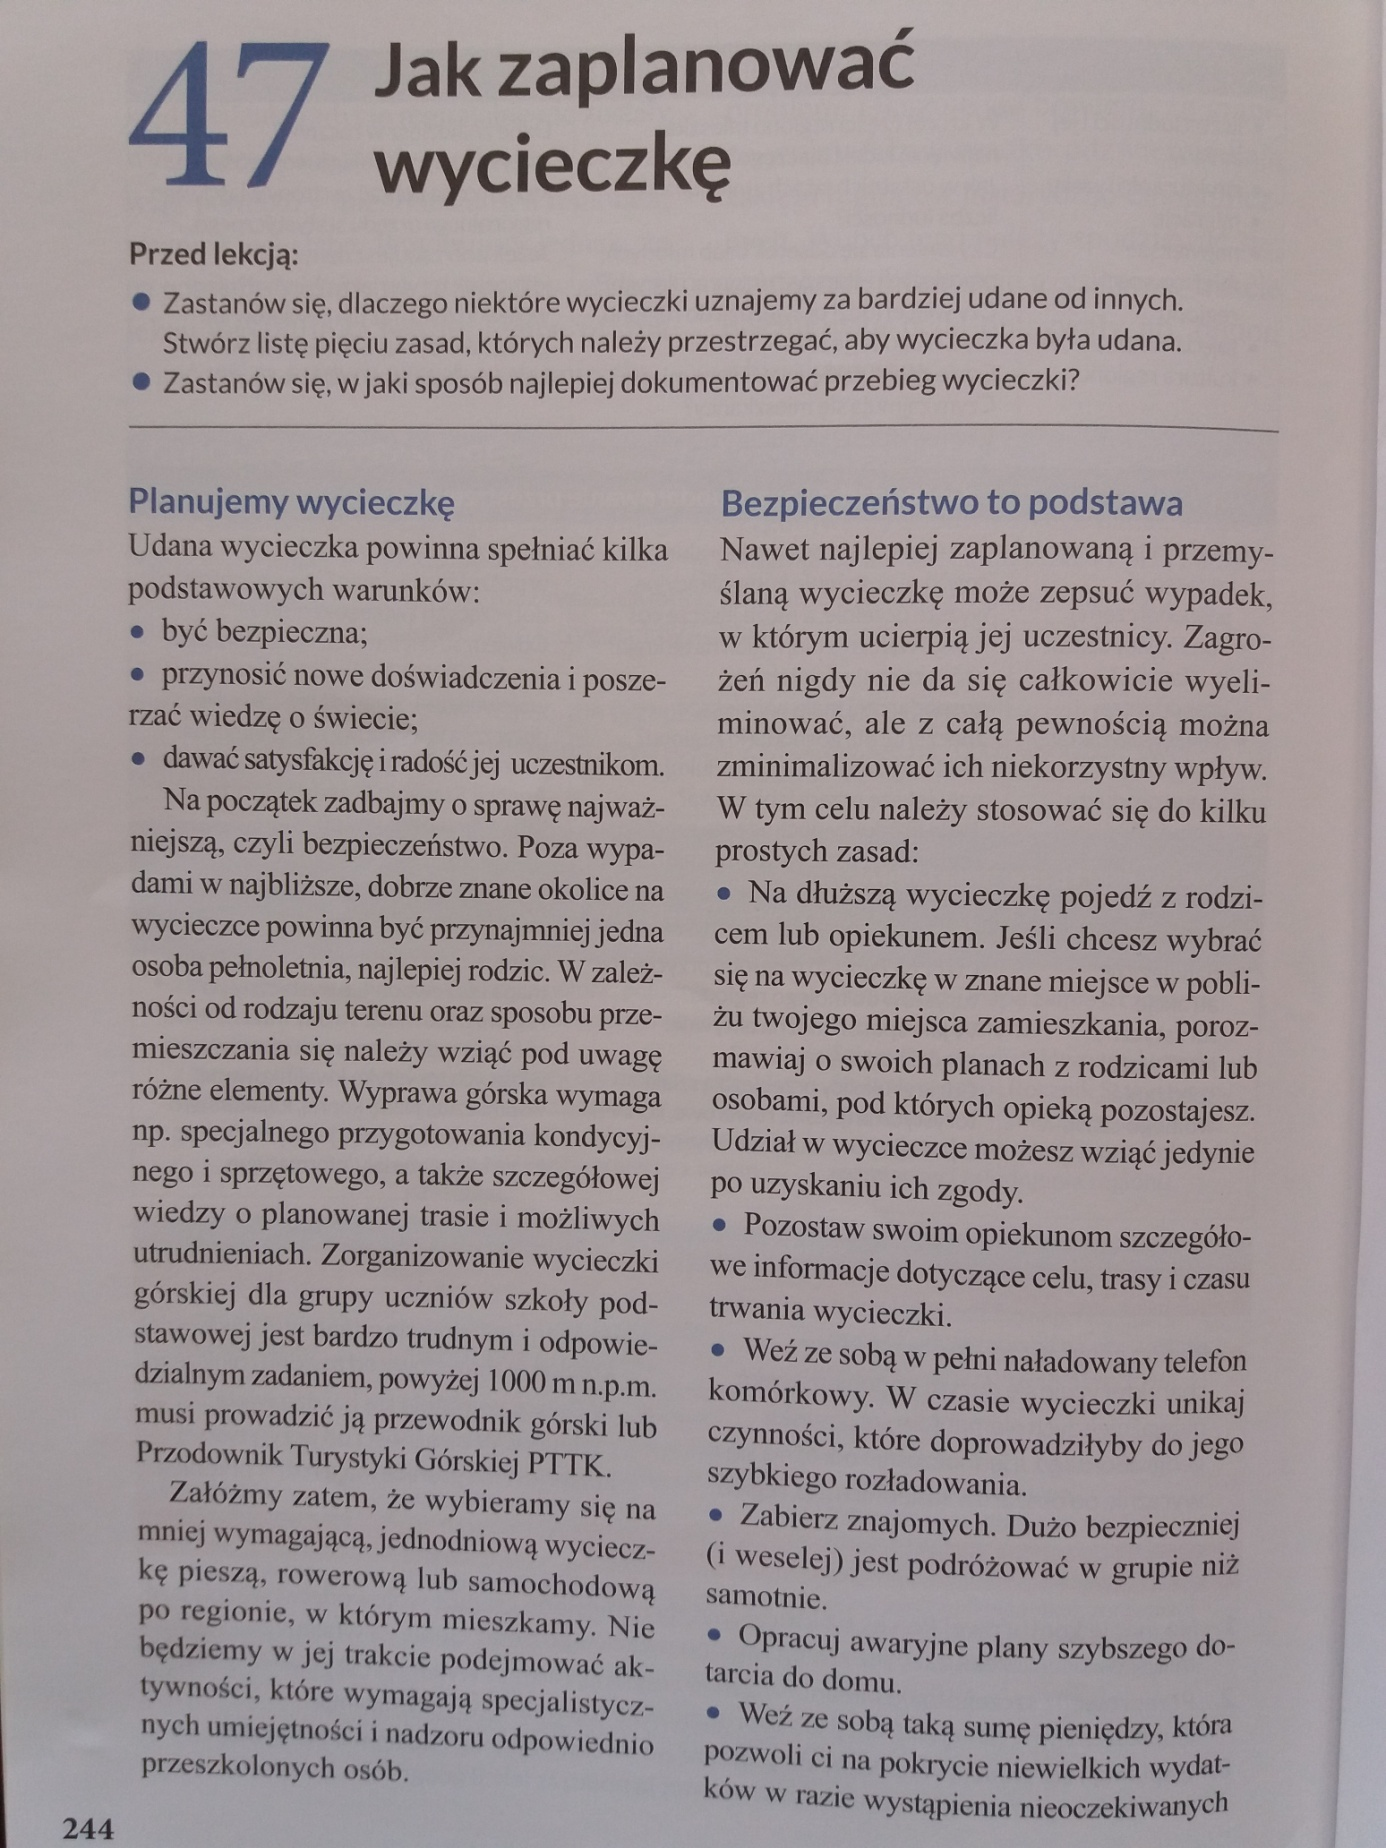 47 Jak zaplanować
wycieczkę
Przed lekcją:
● Zastanów się, dlaczego niektóre wycieczki uznajemy za bardziej udane od innych.
Stwórz listę pięciu zasad, których należy przestrzegać, aby wycieczka była udana.
● Zastanów się, w jaki sposób najlepiej dokumentować przebieg wycieczki?
Planujemy wycieczkę
Udana wycieczka powinna spełniać kilka
podstawowych warunków:
● być bezpieczna;
● przynosić nowe doświadczenia i posze-
rzać wiedzę o świecie;
● dawać satysfakcję i radość jej uczestnikom.
Na początek zadbajmy o sprawę najważ-
niejszą, czyli bezpieczeństwo. Poza wypa-
dami w najbliższe, dobrze znane okolice na
wycieczce powinna być przynajmniej jedna
osoba pełnoletnia, najlepiej rodzic. W zależ-
ności od rodzaju terenu oraz sposobu prze-
mieszczania się należy wziąć pod uwagę
różne elementy. Wyprawa górska wymaga
np. specjalnego przygotowania kondycyj-
nego i sprzętowego, a także szczegółowej
wiedzy o planowanej trasie i możliwych
utrudnieniach. Zorganizowanie wycieczki
górskiej dla grupy uczniów szkoły pod-
stawowej jest bardzo trudnym i odpowie-
dzialnym zadaniem, powyżej 1000 m n.p.m.
musi prowadzić ją przewodnik górski lub
Przodownik Turystyki Górskiej PTTK.
Załóżmy zatem, że wybieramy się na
mniej wymagającą, jednodniową wyciecz-
kę pieszą, rowerową lub samochodową
po regionie, w którym mieszkamy. Nie
będziemy w jej trakcie podejmować ak-
tywności, które wymagają specjalistycz-
nych umiejętności i nadzoru odpowiednio
przeszkolonych osób.
Bezpieczeństwo to podstawa
Nawet najlepiej zaplanowaną i przemy-
ślaną wycieczkę może zepsuć wypadek,
w którym ucierpią jej uczestnicy. Zagro-
żeń nigdy nie da się całkowicie wyeli-
minować, ale z całą pewnością można
zminimalizować ich niekorzystny wpływ.
W tym celu należy stosować się do kilku
prostych zasad:
● Na dłuższą wycieczkę pojedź z rodzi-
cem lub opiekunem. Jeśli chcesz wybrać
się na wycieczkę w znane miejsce w pobli-
żu twojego miejsca zamieszkania, poroz-
mawiaj o swoich planach z rodzicami lub
osobami, pod których opieką pozostajesz.
Udział w wycieczce możesz wziąć jedynie
po uzyskaniu ich zgody.
● Pozostaw swoim opiekunom szczegóło-
we informacje dotyczące celu, trasy i czasu
trwania wycieczki.
● Weź ze sobą w pełni naładowany telefon
komórkowy. W czasie wycieczki unikaj
czynności, które doprowadziłyby do jego
szybkiego rozładowania.
● Zabierz znajomych. Dużo bezpieczniej
(i weselej) jest podróżować w grupie niż
samotnie.
● Opracuj awaryjne plany szybszego do-
tarcia do domu.
● Weź ze sobą taką sumę pieniędzy, która
pozwoli ci na pokrycie niewielkich wydat-
ków w razie wystąpienia nieoczekiwanych
244